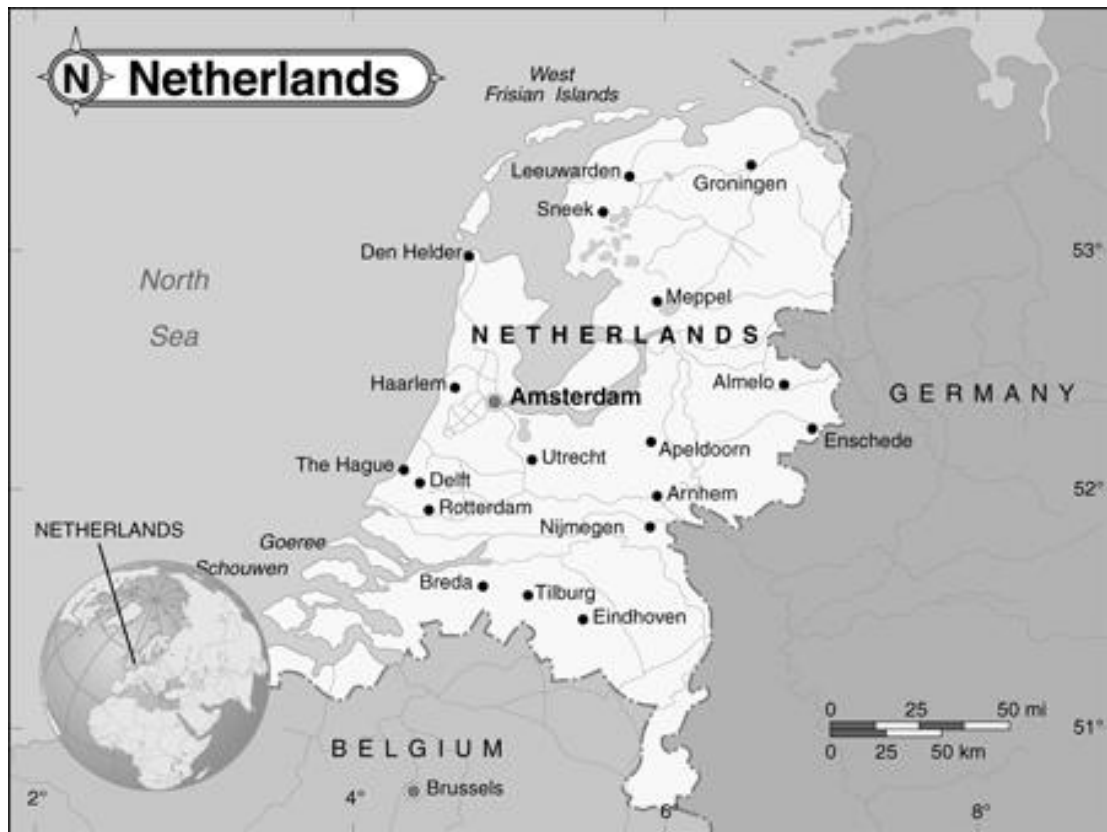 N Netherlands
West
Frisian Islands
Leeuwarden
Groningen
Sneek
Den Helder
53°
North
Sea
Meppel
NETHERLANDS
Haarlem
Amsterdam
Almelo
GERMANY
Enschede
Apeldoorn
Utrecht
The Hague
Delft
Arnhem
52°
Rotterdam
Nijmegen
NETHERLANDS
Goeree
Schouwen
Breda
Tilburg
Eindhoven
0 25 50 mi
0 25 50 km
51°
BELGIUM
Brussels
2° 4° 6° 8°